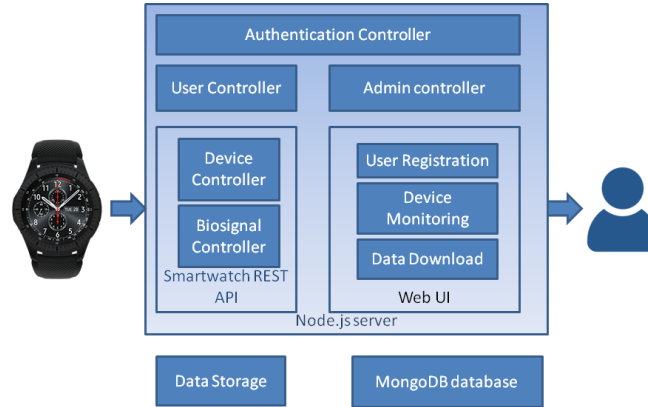 Authentication Controller
User Controller
Admin controller
Device
Controller
Biosignal
Controller
Smartwatch REST
API
User Registration
Device
Monitoring
Data Download
Web UI
Node.js server
Data Storage
MongoDB database